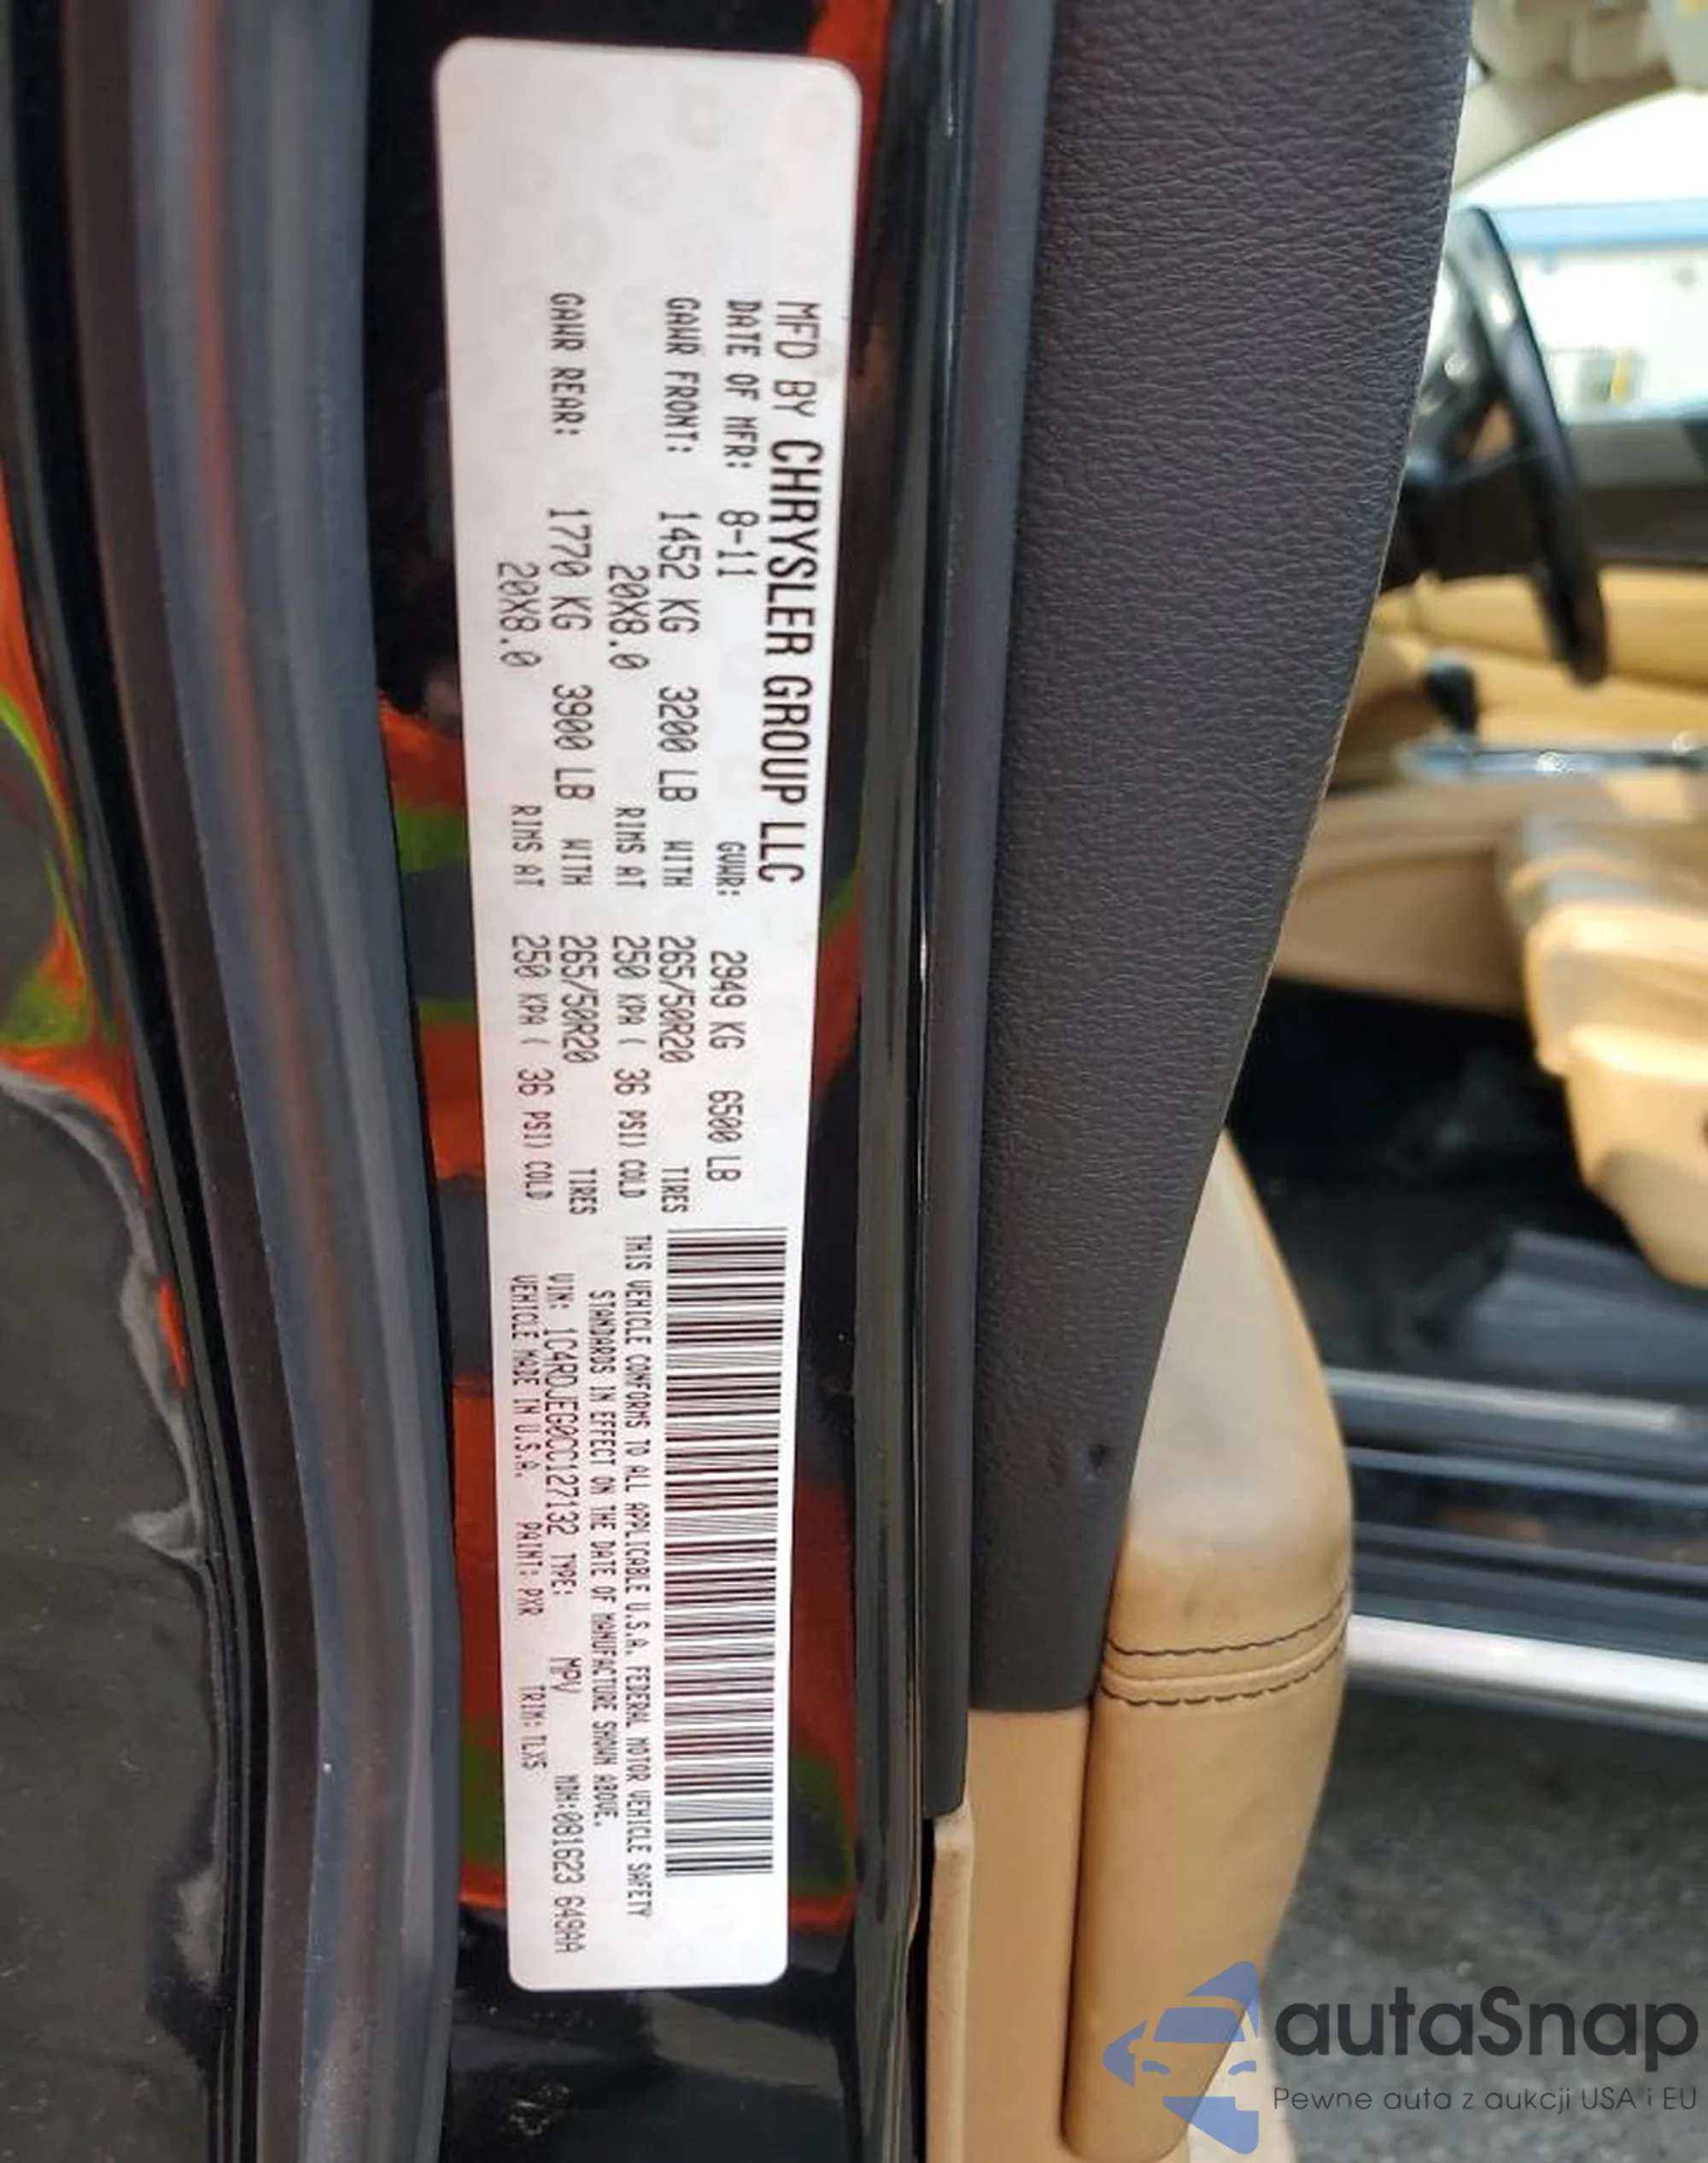 MFD BY CHRYSLER GROUP LLC
DATE OF MFR: 8-11 GVWR: 2949 KG 6500 LB
GAWR FRONT: 1452 KG 3200 LB WITH 265/50R20 TIRES
20X8.0 RIMS AT 250 KPA ( 36 PSI) COLD
GAWR REAR: 1770 KG 3900 LB WITH 265/50R20 TIRES
20X8.0 RIMS AT 250 KPA ( 36 PSI) COLD
THIS VEHICLE CONFORMS TO ALL APPLICABLE U.S.A. FEDERAL MOTOR VEHICLE SAFETY
STANDARDS IN EFFECT ON THE DATE OF MANUFACTURE SHOWN ABOVE.
VIN: 1C4RDJEG0CC127132 TYPE: MPV MDH:081623 649AA
VEHICLE MADE IN U.S.A. PAINT: PXR TRIM: TLX5
autaSnap
Pewne auta z aukcji USA i EU